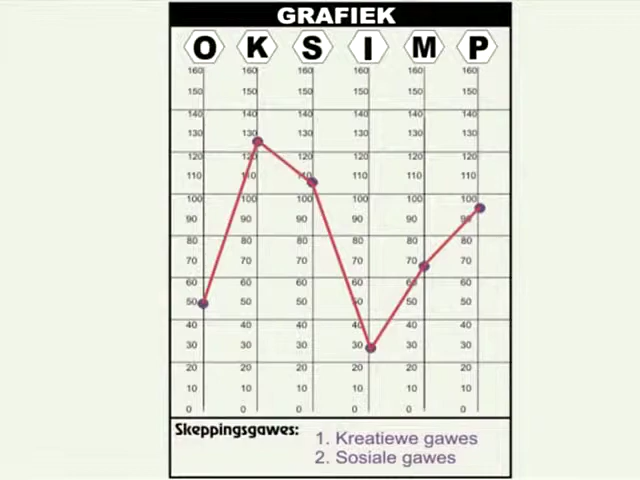 GRAFIEK
O K S I M P
160 160 160 160 160 160
150 150 150 150 150 150
140 140 140 140 140 140
130 130 130 130 130 130
120 120 120 120 120 120
110 110 110 110 110 110
100 100 100 100 100 100
90 90 90 90 90 90
80 80 80 80 80 80
70 70 70 70 70 70
60 60 60 60 60 60
50 50 50 50 50 50
40 40 40 40 40 40
30 30 30 30 30 30
20 20 20 20 20 20
10 10 10 10 10 10
0 0 0 0 0 0
Skeppingsgawes:
1. Kreatiewe gawes
2. Sosiale gawes